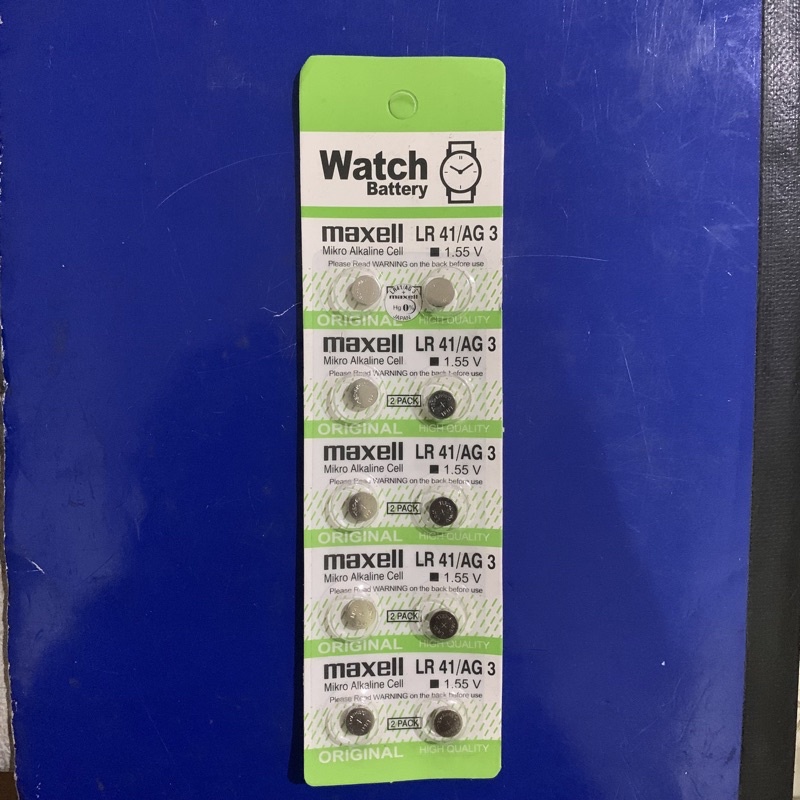 Watch
Battery
maxell LR 41/AG 3
Mikro Alkaline Cell ■ 1.55 V
Please Read WARNING on the back before use
LR41/AG 3
+
maxell
Hg 0%
JAPAN
ORIGINAL HIGH QUALITY
maxell LR 41/AG 3
Mikro Alkaline Cell ■ 1.55 V
Please Read WARNING on the back before use
2 PACK
ORIGINAL HIGH QUALITY
maxell LR 41/AG 3
Mikro Alkaline Cell ■ 1.55 V
Please Read WARNING on the back before use
2 PACK
ORIGINAL HIGH QUALITY
maxell LR 41/AG 3
Mikro Alkaline Cell ■ 1.55 V
Please Read WARNING on the back before use
2 PACK
ORIGINAL HIGH QUALITY
maxell LR 41/AG 3
Mikro Alkaline Cell ■ 1.55 V
Please Read WARNING on the back before use
2 PACK
ORIGINAL HIGH QUALITY